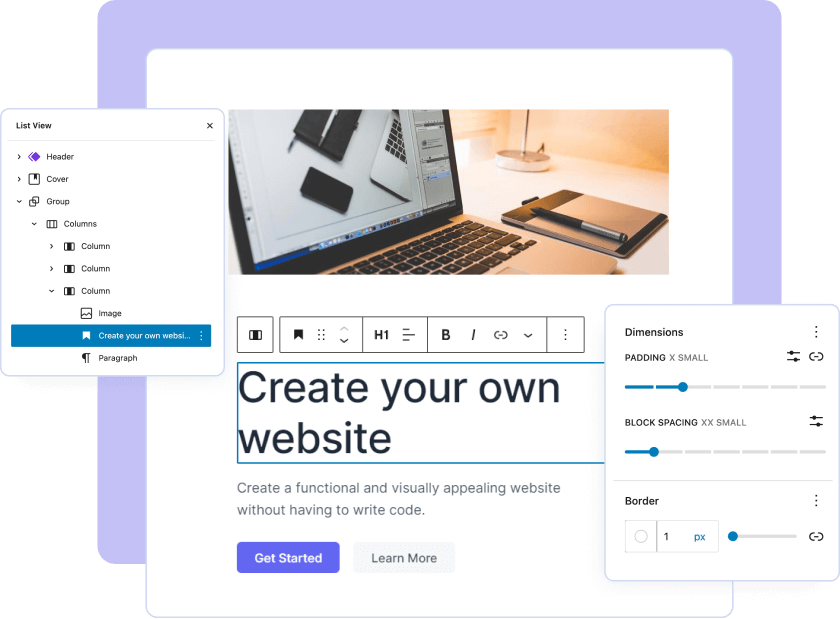 List View
Header
Cover
Group
Columns
Column
Column
Column
Image
Create your own websi...
Paragraph
H1
B I
Create your own
website
Create a functional and visually appealing website
without having to write code.
Get Started
Learn More
Dimensions
PADDING X SMALL
BLOCK SPACING XX SMALL
Border
1 px